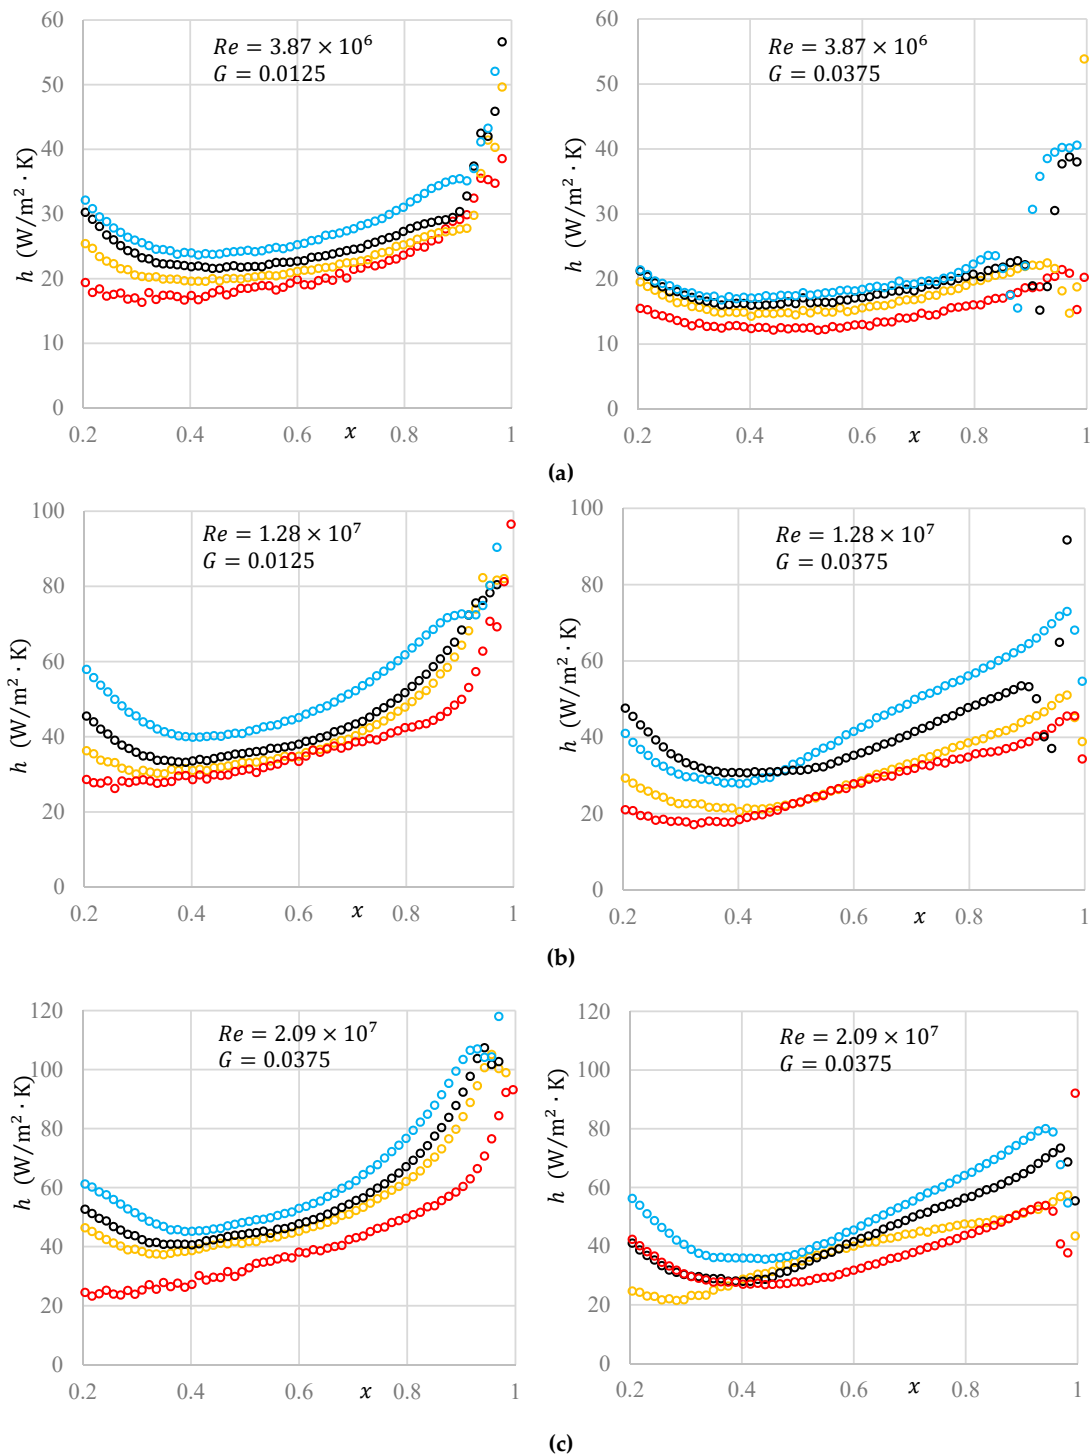 60
50
40
30
20
10
0
h (W/m² · K)
Re = 3.87 × 10⁶
G = 0.0125
0.2 0.4 0.6 x 0.8 1
60
50
40
30
20
10
0
h (W/m² · K)
Re = 3.87 × 10⁶
G = 0.0375
0.2 0.4 0.6 x 0.8 1
(a)
100
80
60
40
20
0
h (W/m² · K)
Re = 1.28 × 10⁷
G = 0.0125
0.2 0.4 0.6 x 0.8 1
100
80
60
40
20
0
h (W/m² · K)
Re = 1.28 × 10⁷
G = 0.0375
0.2 0.4 0.6 x 0.8 1
(b)
120
100
80
60
40
20
0
h (W/m² · K)
Re = 2.09 × 10⁷
G = 0.0375
0.2 0.4 0.6 x 0.8 1
120
100
80
60
40
20
0
h (W/m² · K)
Re = 2.09 × 10⁷
G = 0.0375
0.2 0.4 0.6 0.8 x 1
(c)